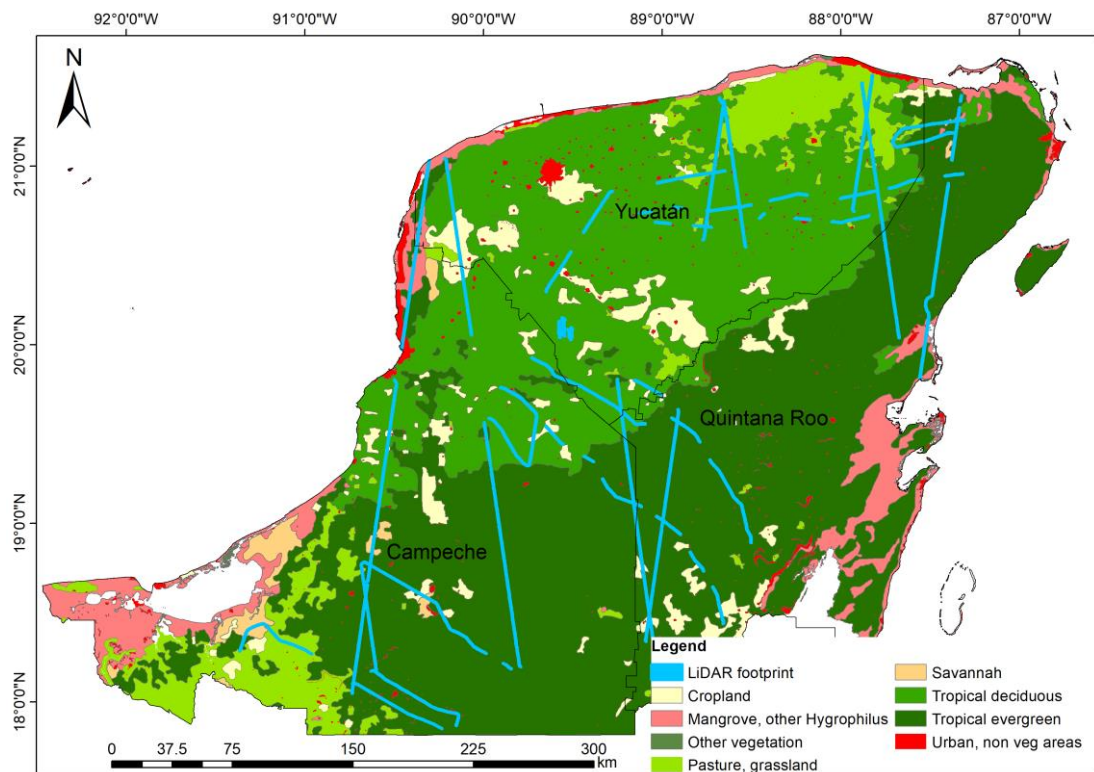 92°0'0"W 91°0'0"W 90°0'0"W 89°0'0"W 88°0'0"W 87°0'0"W
N
21°0'0"N
Yucatán
20°0'0"N
Quintana Roo
19°0'0"N
Campeche
18°0'0"N
Legend
LiDAR footprint
Cropland
Mangrove, other Hygrophilus
Other vegetation
Pasture, grassland
Savannah
Tropical deciduous
Tropical evergreen
Urban, non veg areas
0 37.5 75 150 225 300
km